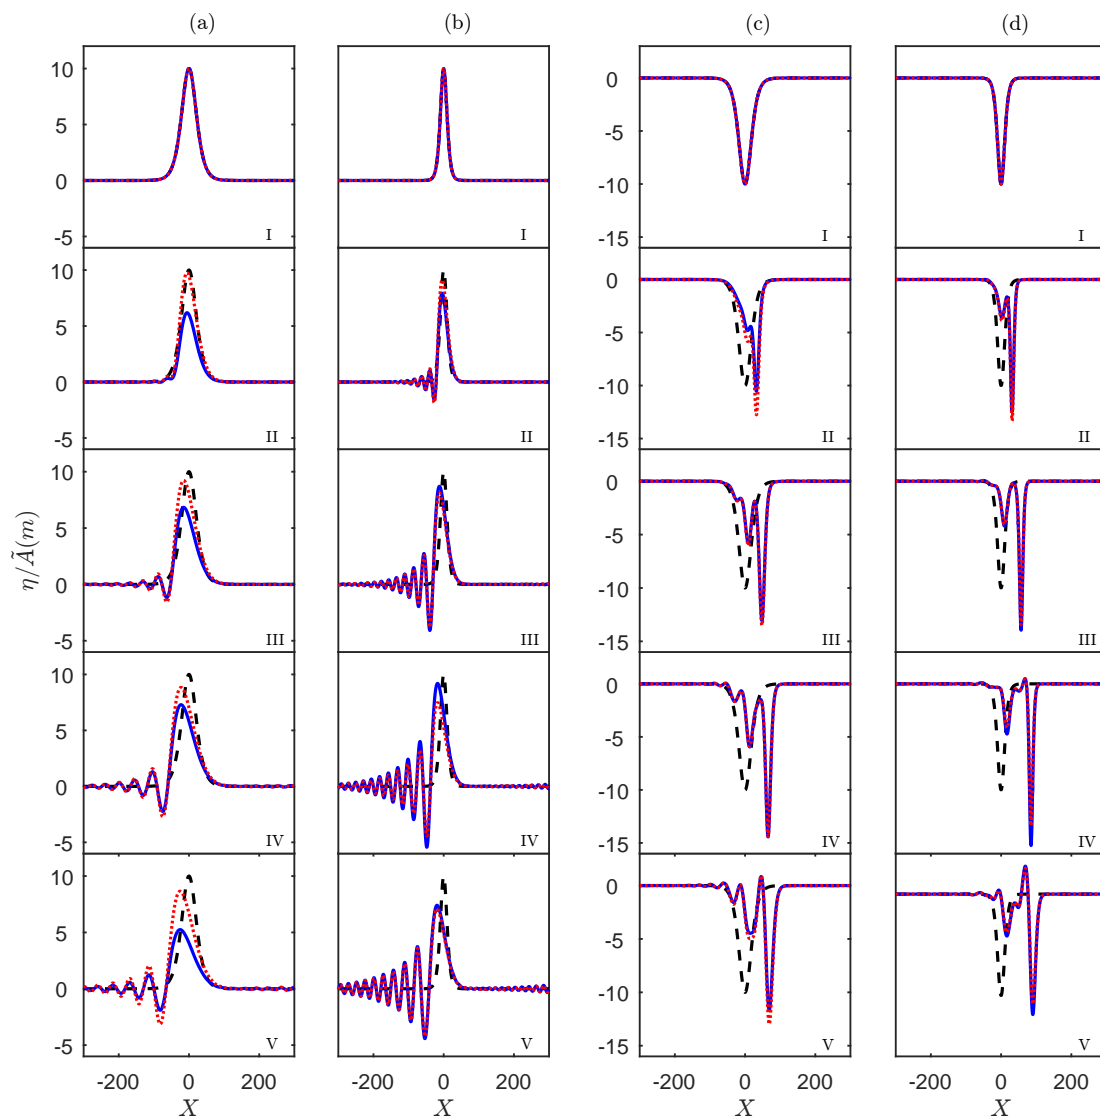 (a) (b) (c) (d)
10 0
5 -5
0 -10
-5 I I -15 I I
10 0
5 -5
0 -10
-5 II II -15 II II
10 0
5 -5
0 -10
-5 III III -15 III III
10 0
5 -5
0 -10
-5 IV IV -15 IV IV
10 0
5 -5
0 -10
-5 V V -15 V V
-200 0 200 -200 0 200 -200 0 200 -200 0 200
X X X X
η/Ã(m)